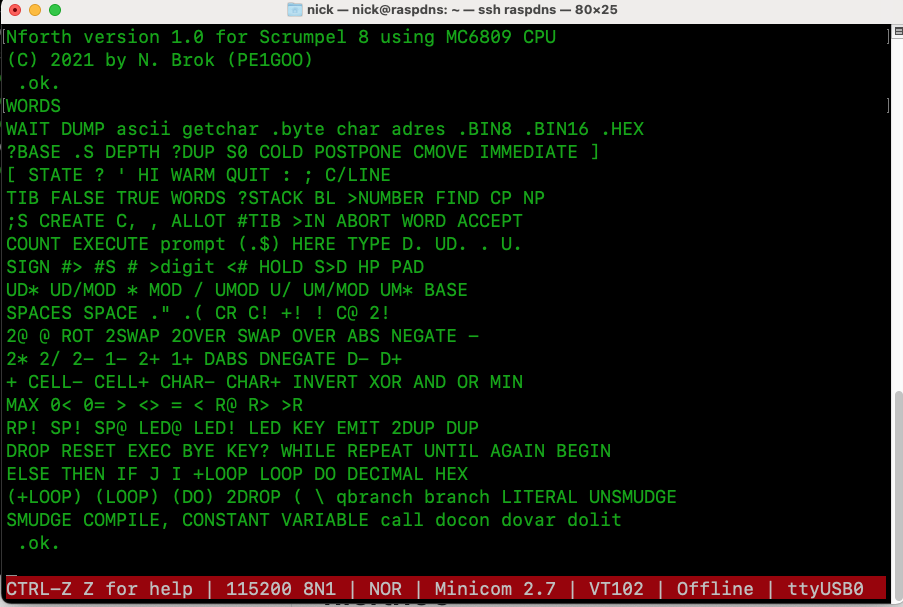 nick — nick@raspdns: ~ — ssh raspdns — 80×25
Nforth version 1.0 for Scrumpel 8 using MC6809 CPU
(C) 2021 by N. Brok (PE1GOO)
.ok.
WORDS
WAIT DUMP ascii getchar .byte char adres .BIN8 .BIN16 .HEX
?BASE .S DEPTH ?DUP S0 COLD POSTPONE CMOVE IMMEDIATE ]
[ STATE ? ' HI WARM QUIT : ; C/LINE
TIB FALSE TRUE WORDS ?STACK BL >NUMBER FIND CP NP
;S CREATE C, , ALLOT #TIB >IN ABORT WORD ACCEPT
COUNT EXECUTE prompt (.$) HERE TYPE D. UD. . U.
SIGN #> #S # >digit <# HOLD S>D HP PAD
UD* UD/MOD * MOD / UMOD U/ UM/MOD UM* BASE
SPACES SPACE ." .( CR C! +! ! C@ 2!
2@ @ ROT 2SWAP 2OVER SWAP OVER ABS NEGATE -
2* 2/ 2- 1- 2+ 1+ DABS DNEGATE D- D+
+ CELL- CELL+ CHAR- CHAR+ INVERT XOR AND OR MIN
MAX 0< 0= > <> = < R@ R> >R
RP! SP! SP@ LED@ LED! LED KEY EMIT 2DUP DUP
DROP RESET EXEC BYE KEY? WHILE REPEAT UNTIL AGAIN BEGIN
ELSE THEN IF J I +LOOP LOOP DO DECIMAL HEX
(+LOOP) (LOOP) (DO) 2DROP ( \ qbranch branch LITERAL UNSMUDGE
SMUDGE COMPILE, CONSTANT VARIABLE call docon dovar dolit
.ok.
CTRL-Z Z for help | 115200 8N1 | NOR | Minicom 2.7 | VT102 | Offline | ttyUSB0